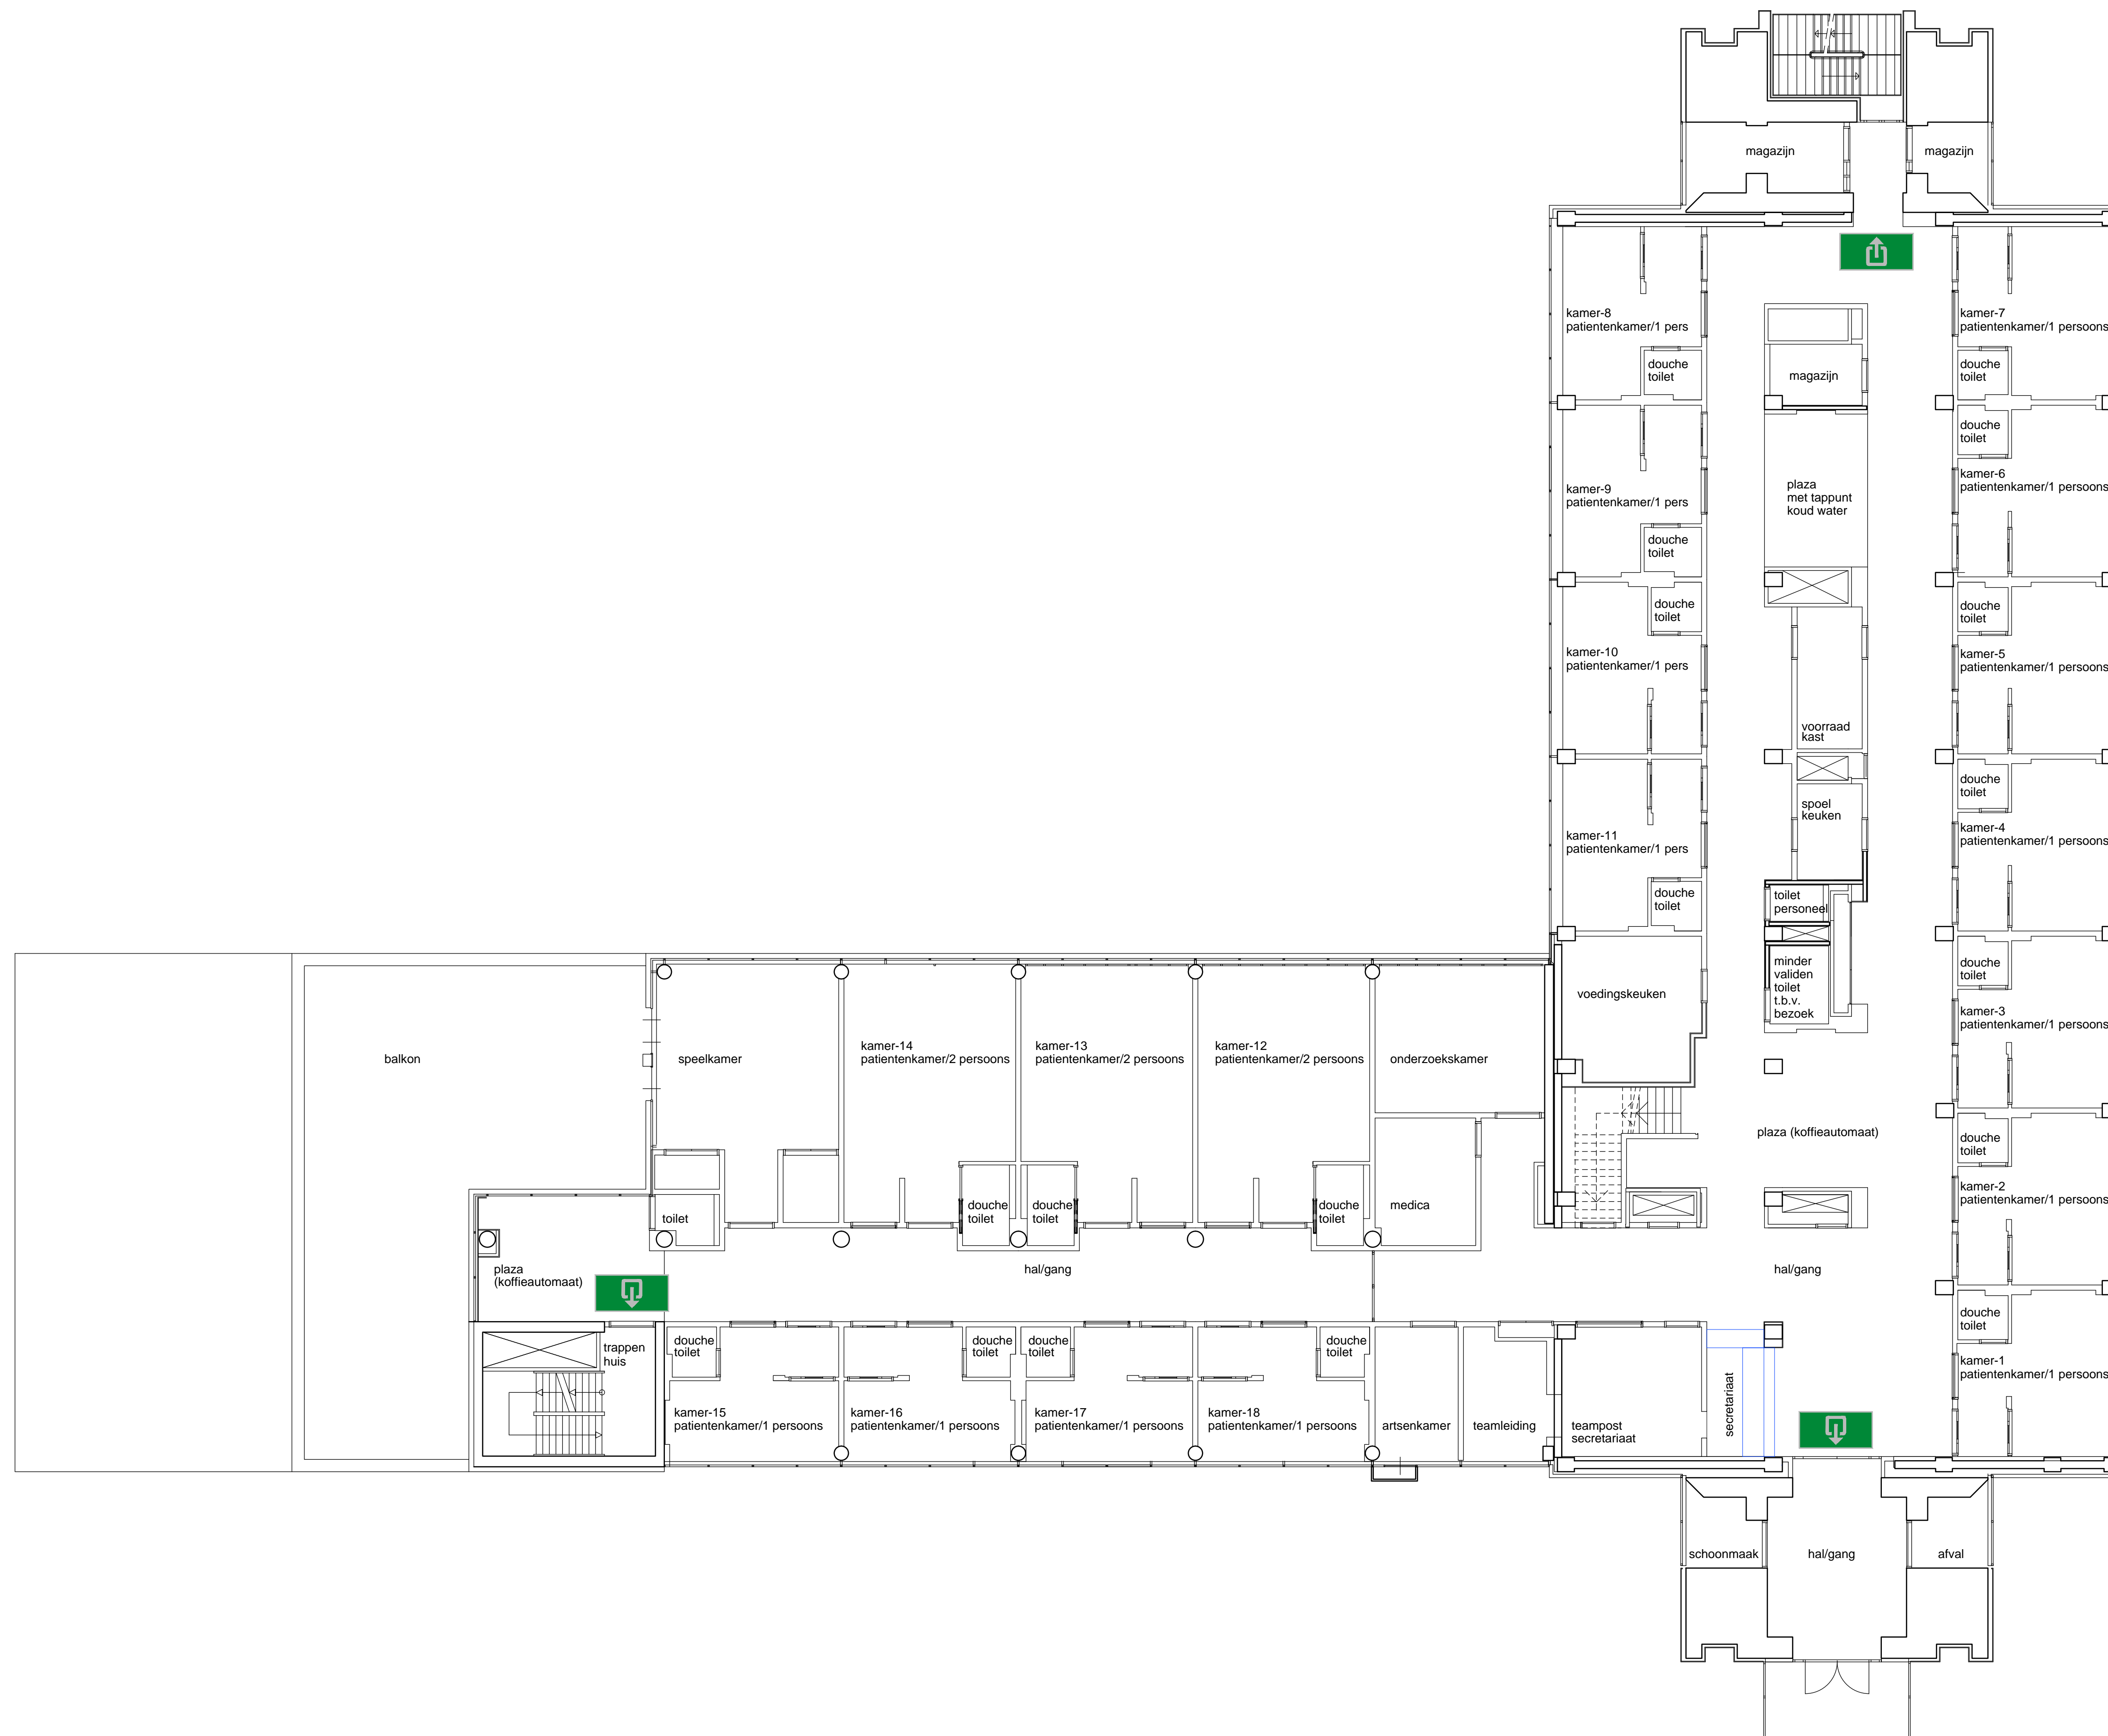 magazijn
magazijn
kamer-8
patientenkamer/1 pers
douche
toilet
magazijn
kamer-7
patientenkamer/1 persoons
douche
toilet
kamer-9
patientenkamer/1 pers
douche
toilet
plaza
met tappunt
koud water
douche
toilet
kamer-6
patientenkamer/1 persoons
douche
toilet
kamer-10
patientenkamer/1 pers
voorraad
kast
douche
toilet
kamer-5
patientenkamer/1 persoons
kamer-11
patientenkamer/1 pers
douche
toilet
spoel
keuken
toilet
personeel
douche
toilet
kamer-4
patientenkamer/1 persoons
voedingskeuken
minder
validen
toilet
t.b.v.
bezoek
douche
toilet
kamer-3
patientenkamer/1 persoons
balkon
speelkamer
kamer-14
patientenkamer/2 persoons
kamer-13
patientenkamer/2 persoons
kamer-12
patientenkamer/2 persoons
onderzoekskamer
plaza (koffieautomaat)
douche
toilet
kamer-2
patientenkamer/1 persoons
toilet
douche
toilet
douche
toilet
douche
toilet
medica
plaza
(koffieautomaat)
hal/gang
hal/gang
douche
toilet
kamer-1
patientenkamer/1 persoons
trappen
huis
douche
toilet
douche
toilet
douche
toilet
douche
toilet
kamer-15
patientenkamer/1 persoons
kamer-16
patientenkamer/1 persoons
kamer-17
patientenkamer/1 persoons
kamer-18
patientenkamer/1 persoons
artsenkamer
teamleiding
teampost
secretariaat
secretariaat
schoonmaak
hal/gang
afval